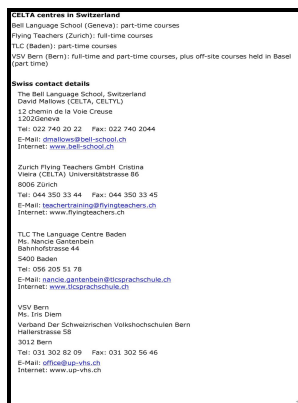 CELTA centres in Switzerland
Bell Language School (Geneva): part-time courses
Flying Teachers (Zurich): full-time courses
TLC (Baden): part-time courses
VSV Bern (Bern): full-time and part-time courses, plus off-site courses held in Basel
(part time)
Swiss contact details
The Bell Language School, Switzerland
David Mallows (CELTA, CELTYL)
12 chemin de la Voie Creuse
1202Geneva
Tel: 022 740 20 22 Fax: 022 740 2044
E-Mail: dmallows@bell-school.ch
Internet: www.bell-school.ch
Zurich Flying Teachers GmbH Cristina
Vieira (CELTA) Universitätstrasse 86
8006 Zürich
Tel: 044 350 33 44 Fax: 044 350 33 45
E-Mail: teachertraining@flyingteachers.ch
Internet: www.flyingteachers.ch
TLC The Language Centre Baden
Ms. Nancie Gantenbein
Bahnhofstrasse 44
5400 Baden
Tel: 056 205 51 78
E-Mail: nancie.gantenbein@tlcsprachschule.ch
Internet: www.tlcsprachschule.ch
VSV Bern
Ms. Iris Diem
Verband Der Schweizrischen Volkshochschulen Bern
Hallerstrasse 58
3012 Bern
Tel: 031 302 82 09 Fax: 031 302 56 46
E-Mail: office@up-vhs.ch
Internet: www.up-vhs.ch